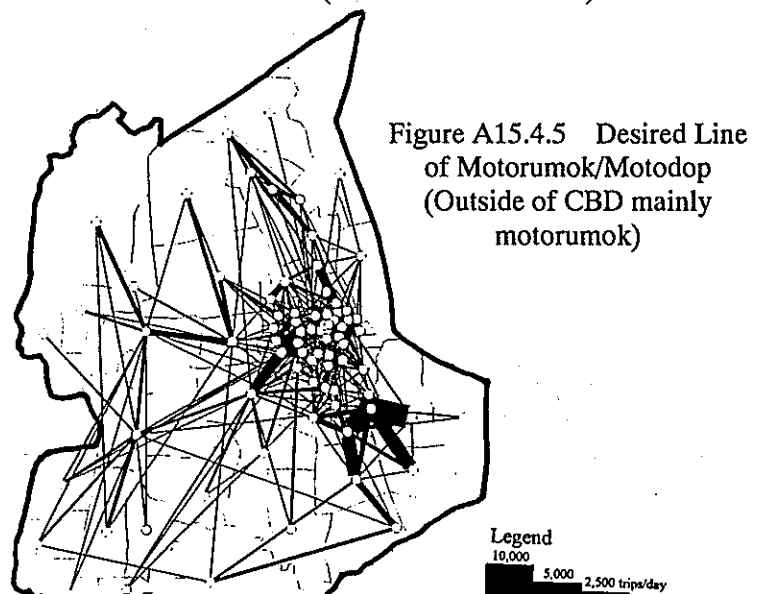 Figure A15.4.5 Desired Line
of Motorumok/Motodop
(Outside of CBD mainly
motorumok)
Legend
10,000
5,000
2,500 trips/day